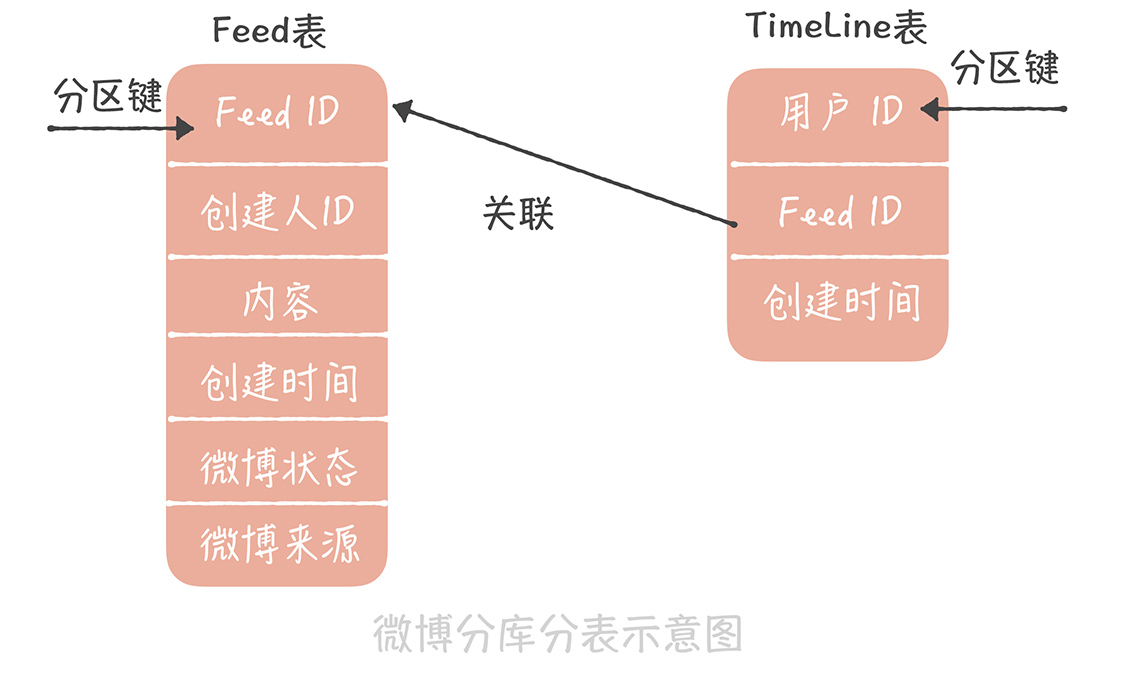 Feed表
分区键
Feed ID
创建人ID
内容
创建时间
微博状态
微博来源
关联
TimeLine表
分区键
用户 ID
Feed ID
创建时间
微博分库分表示意图